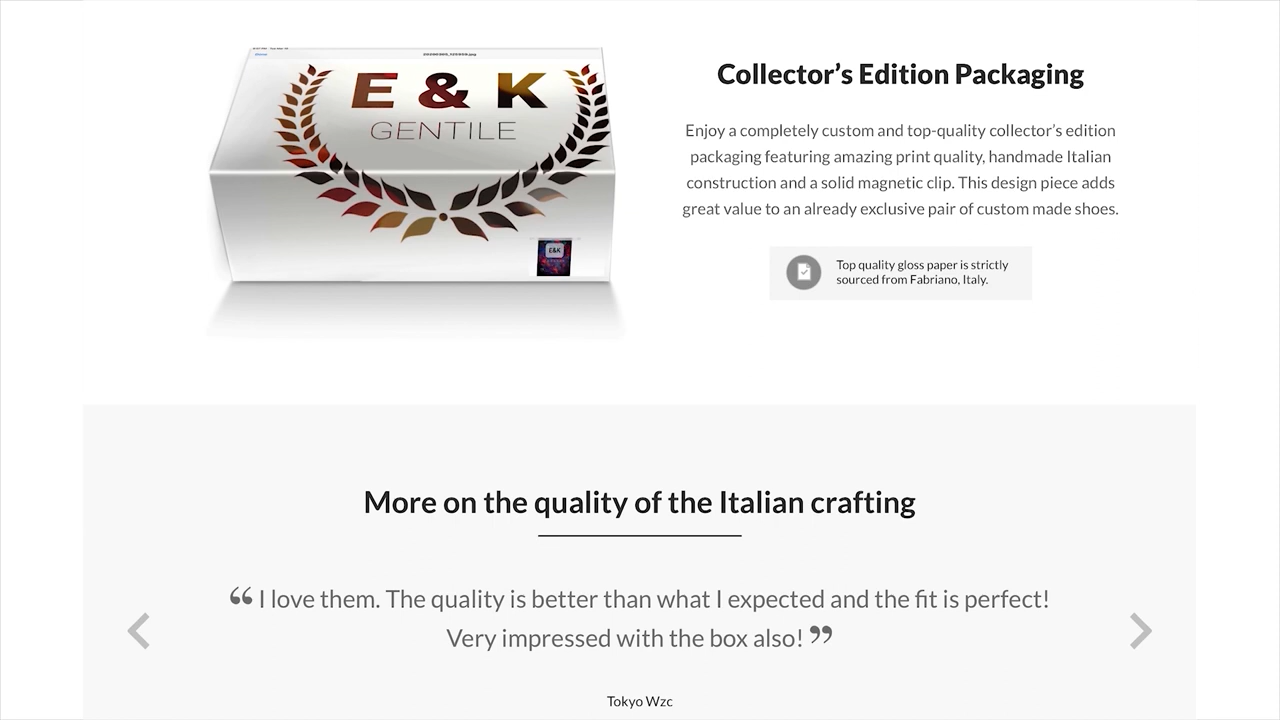 E & K
GENTILE
E&K
Collector’s Edition Packaging
Enjoy a completely custom and top-quality collector’s edition
packaging featuring amazing print quality, handmade Italian
construction and a solid magnetic clip. This design piece adds
great value to an already exclusive pair of custom made shoes.
Top quality gloss paper is strictly
sourced from Fabriano, Italy.
More on the quality of the Italian crafting
“ I love them. The quality is better than what I expected and the fit is perfect!
Very impressed with the box also! ”
Tokyo Wzc